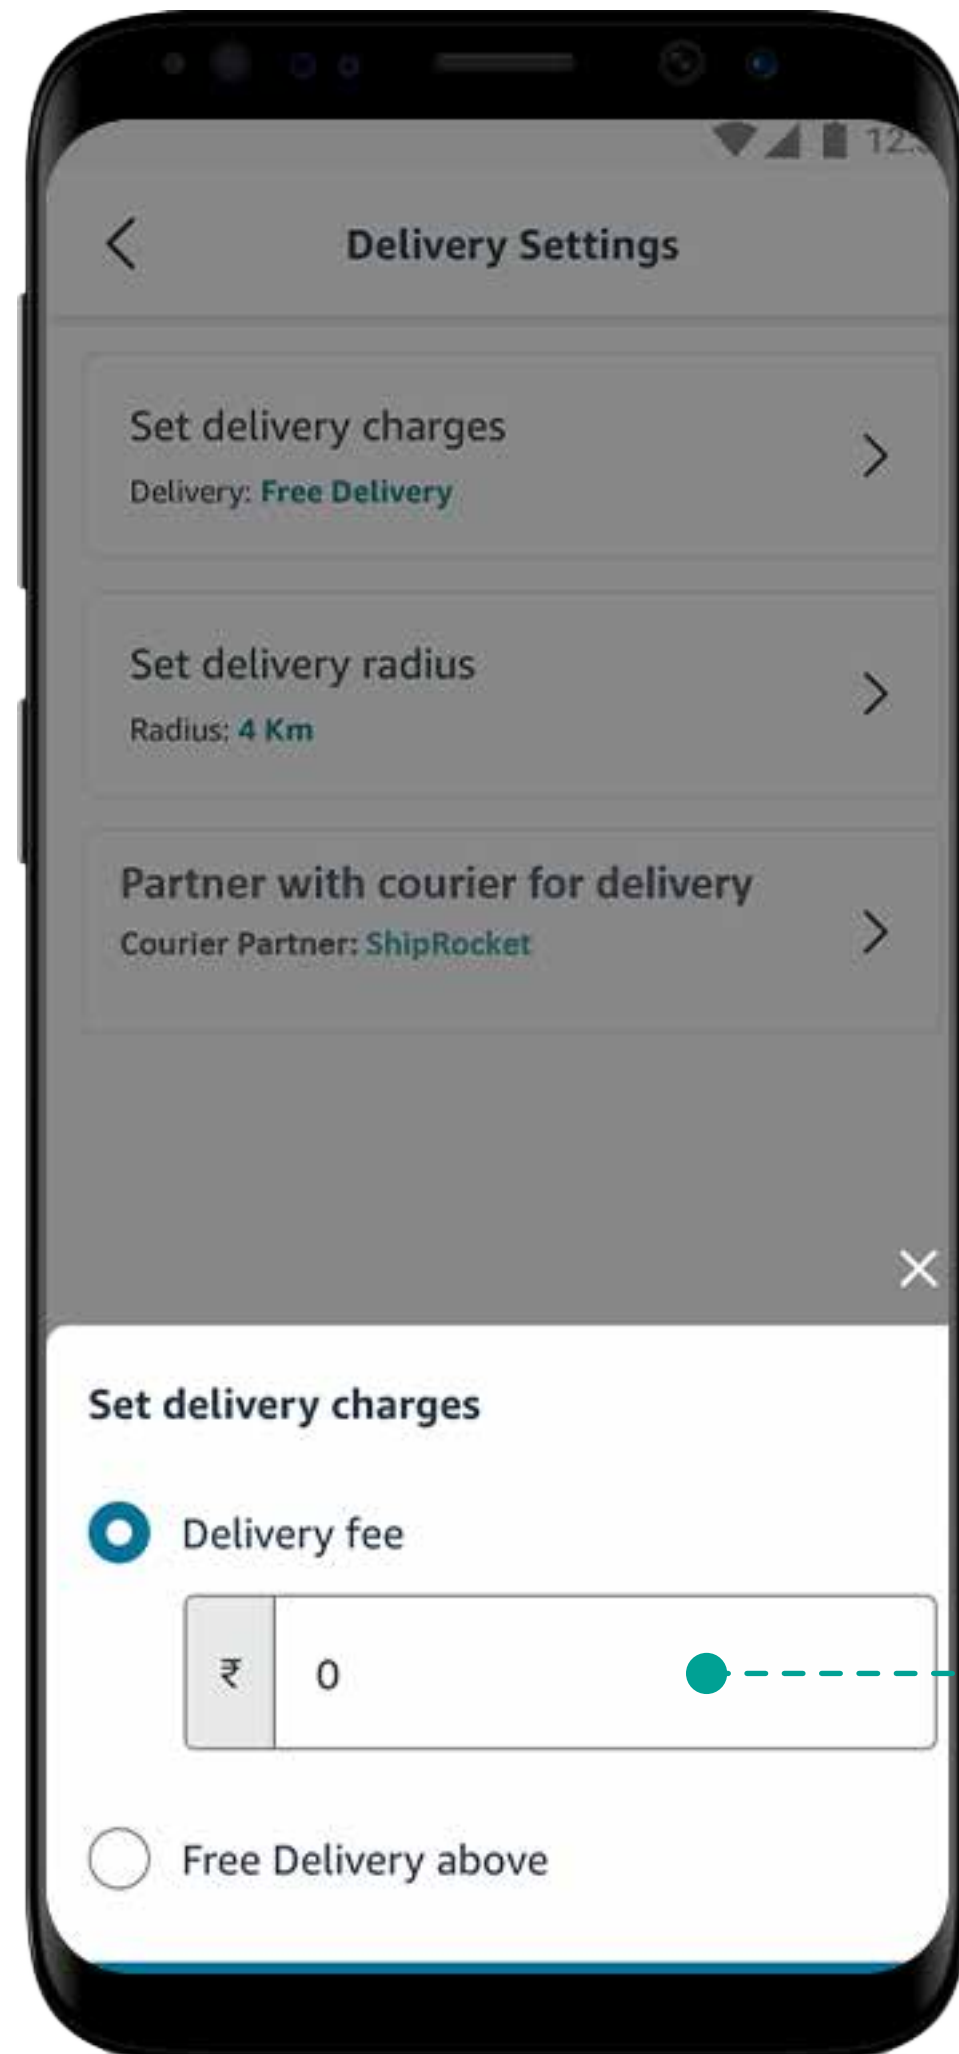 Delivery Settings
Set delivery charges
Delivery: Free Delivery
Set delivery radius
Radius: 4 Km
Partner with courier for delivery
Courier Partner: ShipRocket
Set delivery charges
Delivery fee
₹ 0
Free Delivery above